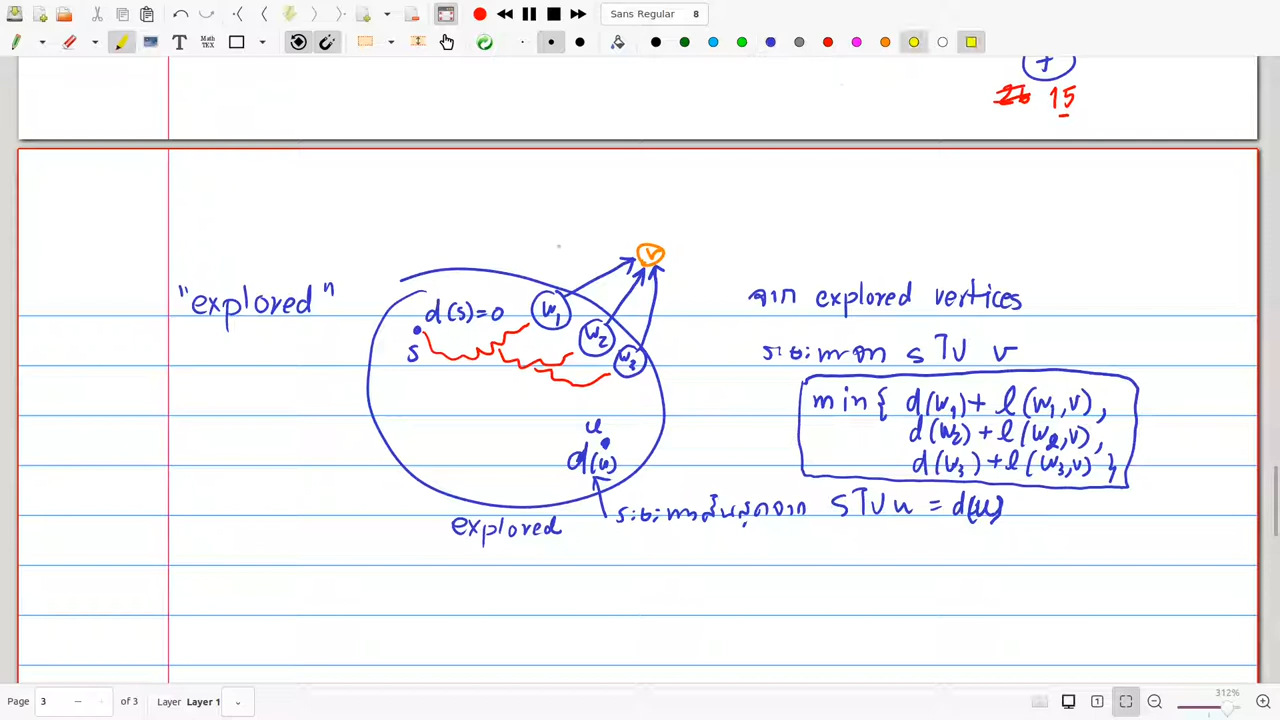 Sans Regular 8
Math TEX
f
26 15
v
"explored"
d(s)=0
w1
w2
w3
s
u
d(u)
explored
จาก explored vertices
ระยะทางจาก s ไป v
min{ d(w1)+ l(w1,v),
d(w2)+l(w2,v),
d(w3)+l(w3,v) }
ระยะทางสั้นสุดจาก s ไป u = d(u)
Page 3 of 3 Layer Layer 1 312%